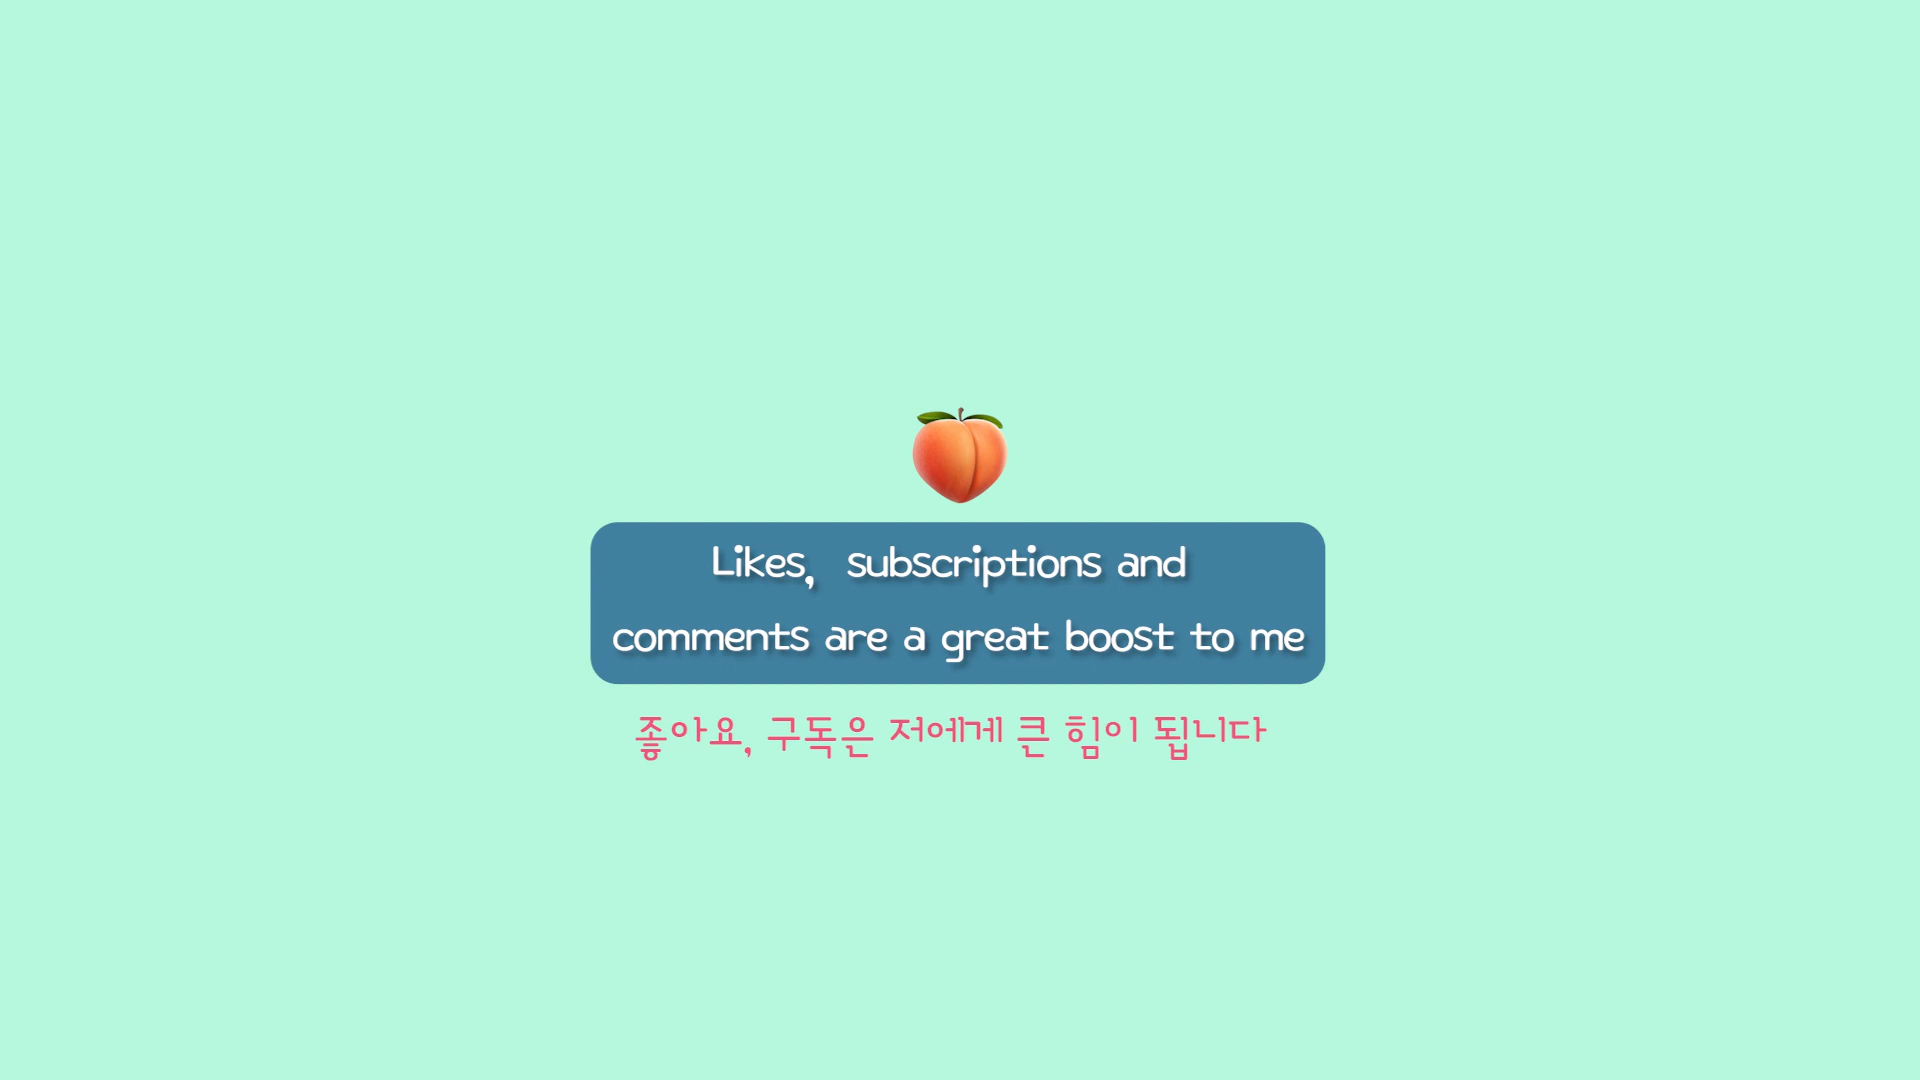 Likes, subscriptions and
comments are a great boost to me
좋아요, 구독은 저에게 큰 힘이 됩니다